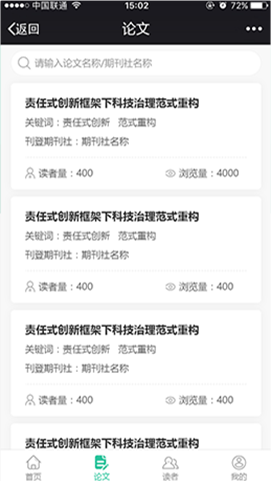 中国联通 15:02 72%
返回 论文
请输入论文名称/期刊社名称
责任式创新框架下科技治理范式重构
关键词：责任式创新 范式重构
刊登期刊社：期刊社名称
读者量：400 浏览量：4000
责任式创新框架下科技治理范式重构
关键词：责任式创新 范式重构
刊登期刊社：期刊社名称
读者量：400 浏览量：400
责任式创新框架下科技治理范式重构
关键词：责任式创新 范式重构
刊登期刊社：期刊社名称
读者量：400 浏览量：400
责任式创新框架下科技治理范式重构
首页 论文 读者 我的